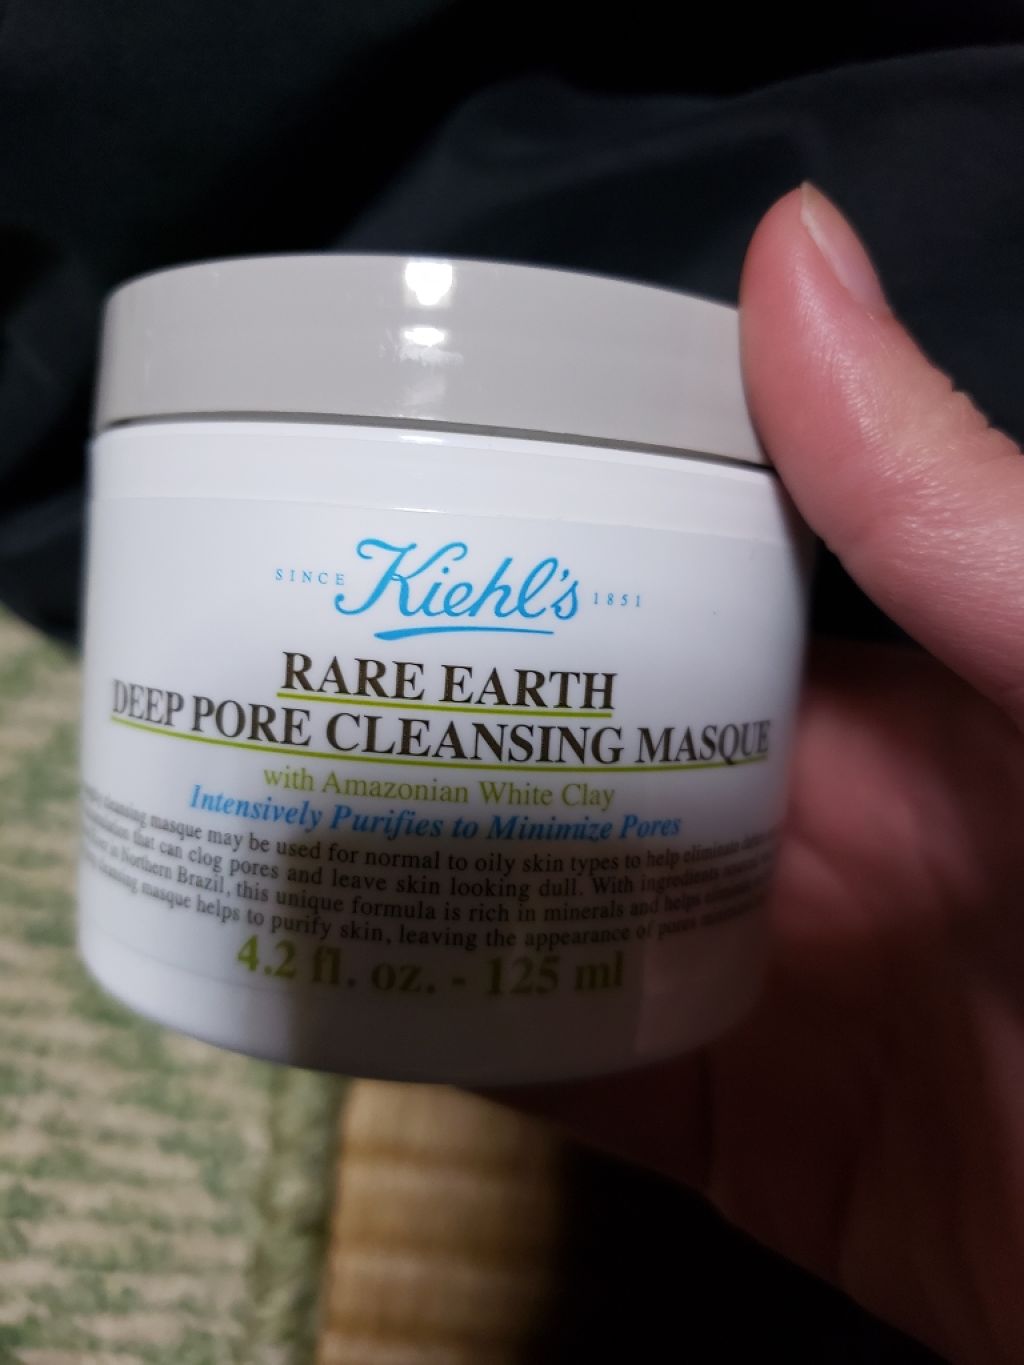 SINCE Kiehl's 1851
RARE EARTH
DEEP PORE CLEANSING MASQUE
with Amazonian White Clay
Intensively Purifies to Minimize Pores
cleansing masque may be used for normal to oily skin types to help eliminate
that can clog pores and leave skin looking dull. With ingredients
Northern Brazil, this unique formula is rich in minerals and helps
masque helps to purify skin, leaving the appearance of pores
4.2 fl. oz. - 125 ml